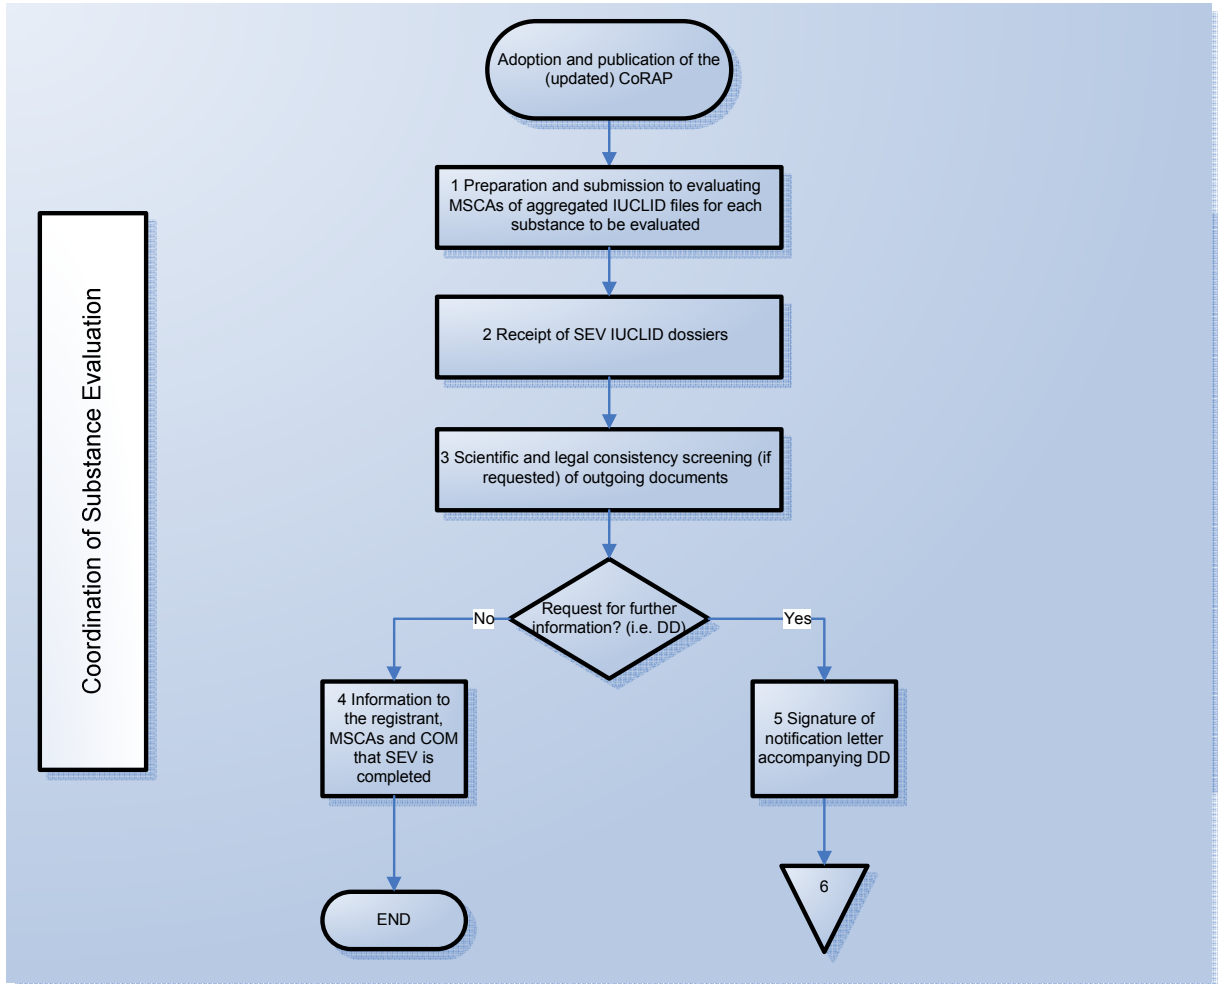 Adoption and publication of the
(updated) CoRAP
1 Preparation and submission to evaluating
MSCAs of aggregated IUCLID files for each
substance to be evaluated
Coordination of Substance Evaluation
2 Receipt of SEV IUCLID dossiers
3 Scientific and legal consistency screening (if
requested) of outgoing documents
Request for further
information? (i.e. DD)
No
Yes
4 Information to
the registrant,
MSCAs and COM
that SEV is
completed
5 Signature of
notification letter
accompanying DD
END
6